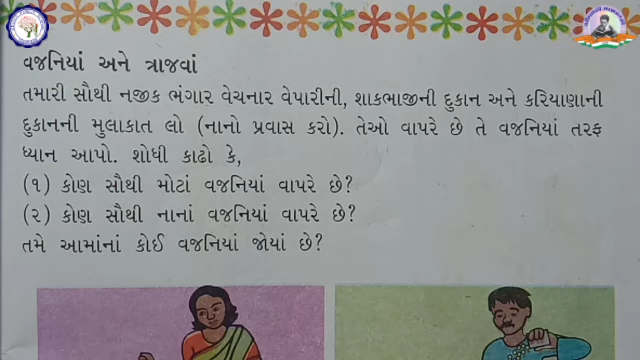 વજનિયાં અને ત્રાજવાં
તમારી સૌથી નજીક ભંગાર વેચનાર વેપારીની, શાકભાજીની દુકાન અને કરિયાણાની
દુકાનની મુલાકાત લો (નાનો પ્રવાસ કરો). તેઓ વાપરે છે તે વજનિયાં તરફ
ધ્યાન આપો. શોધી કાઢો કે,
(૧) કોણ સૌથી મોટાં વજનિયાં વાપરે છે?
(૨) કોણ સૌથી નાનાં વજનિયાં વાપરે છે?
તમે આમાંનાં કોઈ વજનિયાં જોયાં છે?